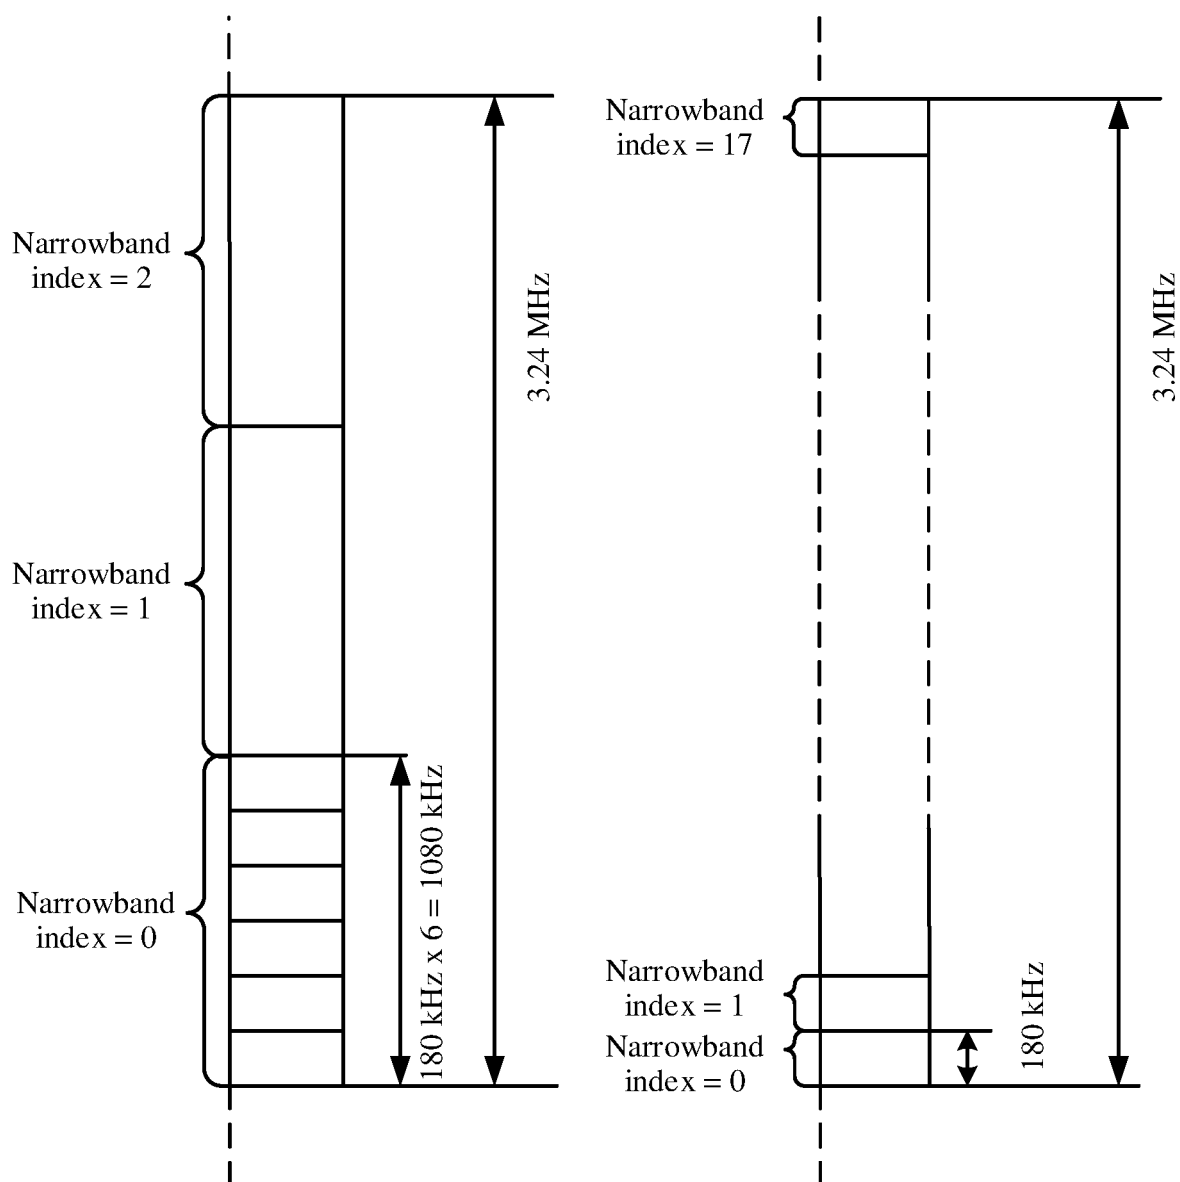 Narrowband
index = 2
3.24 MHz
Narrowband
index = 1
180 kHz x 6 = 1080 kHz
Narrowband
index = 0
Narrowband
index = 17
3.24 MHz
Narrowband
index = 1
180 kHz
Narrowband
index = 0